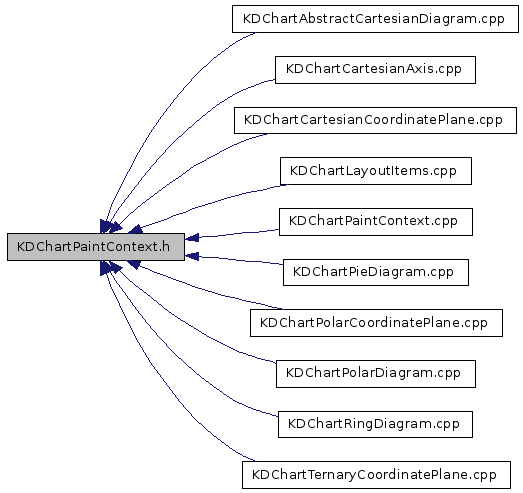 KDChartAbstractCartesianDiagram.cpp
KDChartCartesianAxis.cpp
KDChartCartesianCoordinatePlane.cpp
KDChartLayoutItems.cpp
KDChartPaintContext.cpp
KDChartPaintContext.h
KDChartPieDiagram.cpp
KDChartPolarCoordinatePlane.cpp
KDChartPolarDiagram.cpp
KDChartRingDiagram.cpp
KDChartTernaryCoordinatePlane.cpp